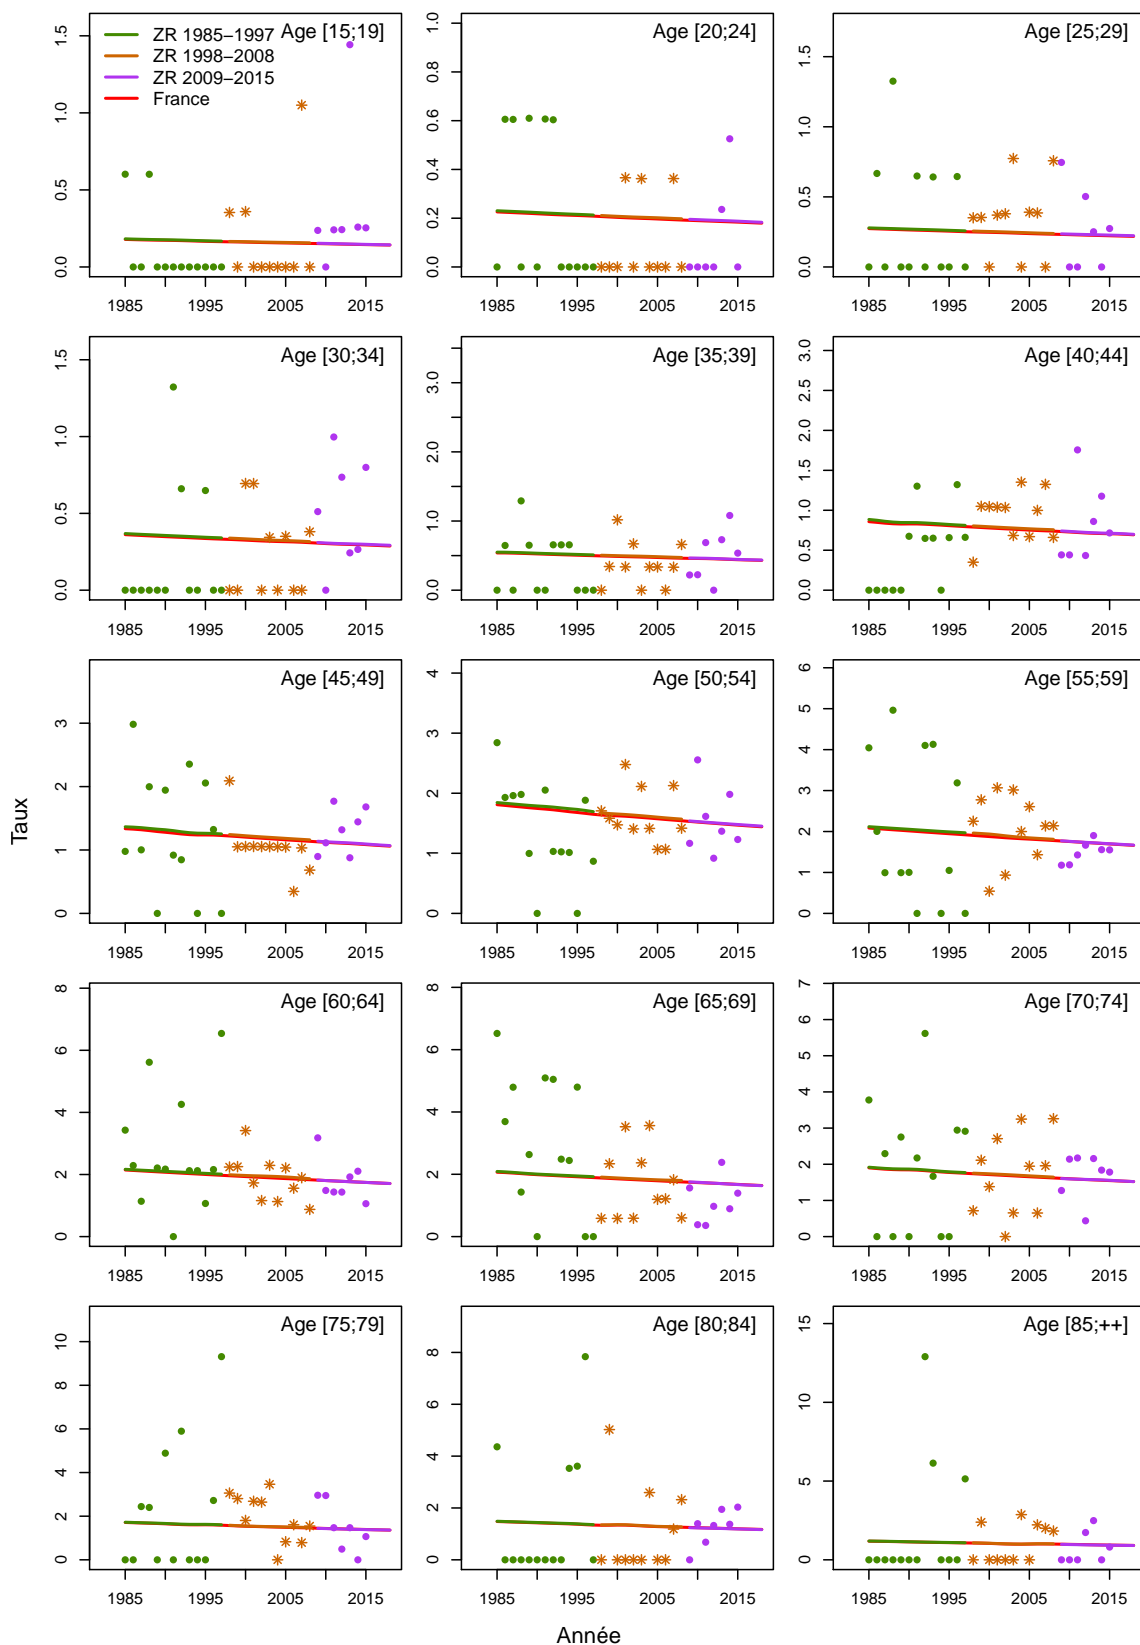 Age [15;19]
ZR 1985−1997
ZR 1998−2008
ZR 2009−2015
France
0.0 0.5 1.0 1.5
1985 1995 2005 2015
Age [20;24]
0.0 0.2 0.4 0.6 0.8 1.0
1985 1995 2005 2015
Age [25;29]
0.0 0.5 1.0 1.5
1985 1995 2005 2015
Age [30;34]
0.0 0.5 1.0 1.5
1985 1995 2005 2015
Age [35;39]
0.0 1.0 2.0 3.0
1985 1995 2005 2015
Age [40;44]
0.0 0.5 1.0 1.5 2.0 2.5 3.0
1985 1995 2005 2015
Age [45;49]
0 1 2 3
1985 1995 2005 2015
Age [50;54]
0 1 2 3 4
1985 1995 2005 2015
Age [55;59]
0 1 2 3 4 5 6
1985 1995 2005 2015
Age [60;64]
0 2 4 6 8
1985 1995 2005 2015
Age [65;69]
0 2 4 6 8
1985 1995 2005 2015
Age [70;74]
0 1 2 3 4 5 6 7
1985 1995 2005 2015
Age [75;79]
0 2 4 6 8 10
1985 1995 2005 2015
Age [80;84]
0 2 4 6 8
1985 1995 2005 2015
Age [85;++]
0 5 10 15
1985 1995 2005 2015
Taux
Année